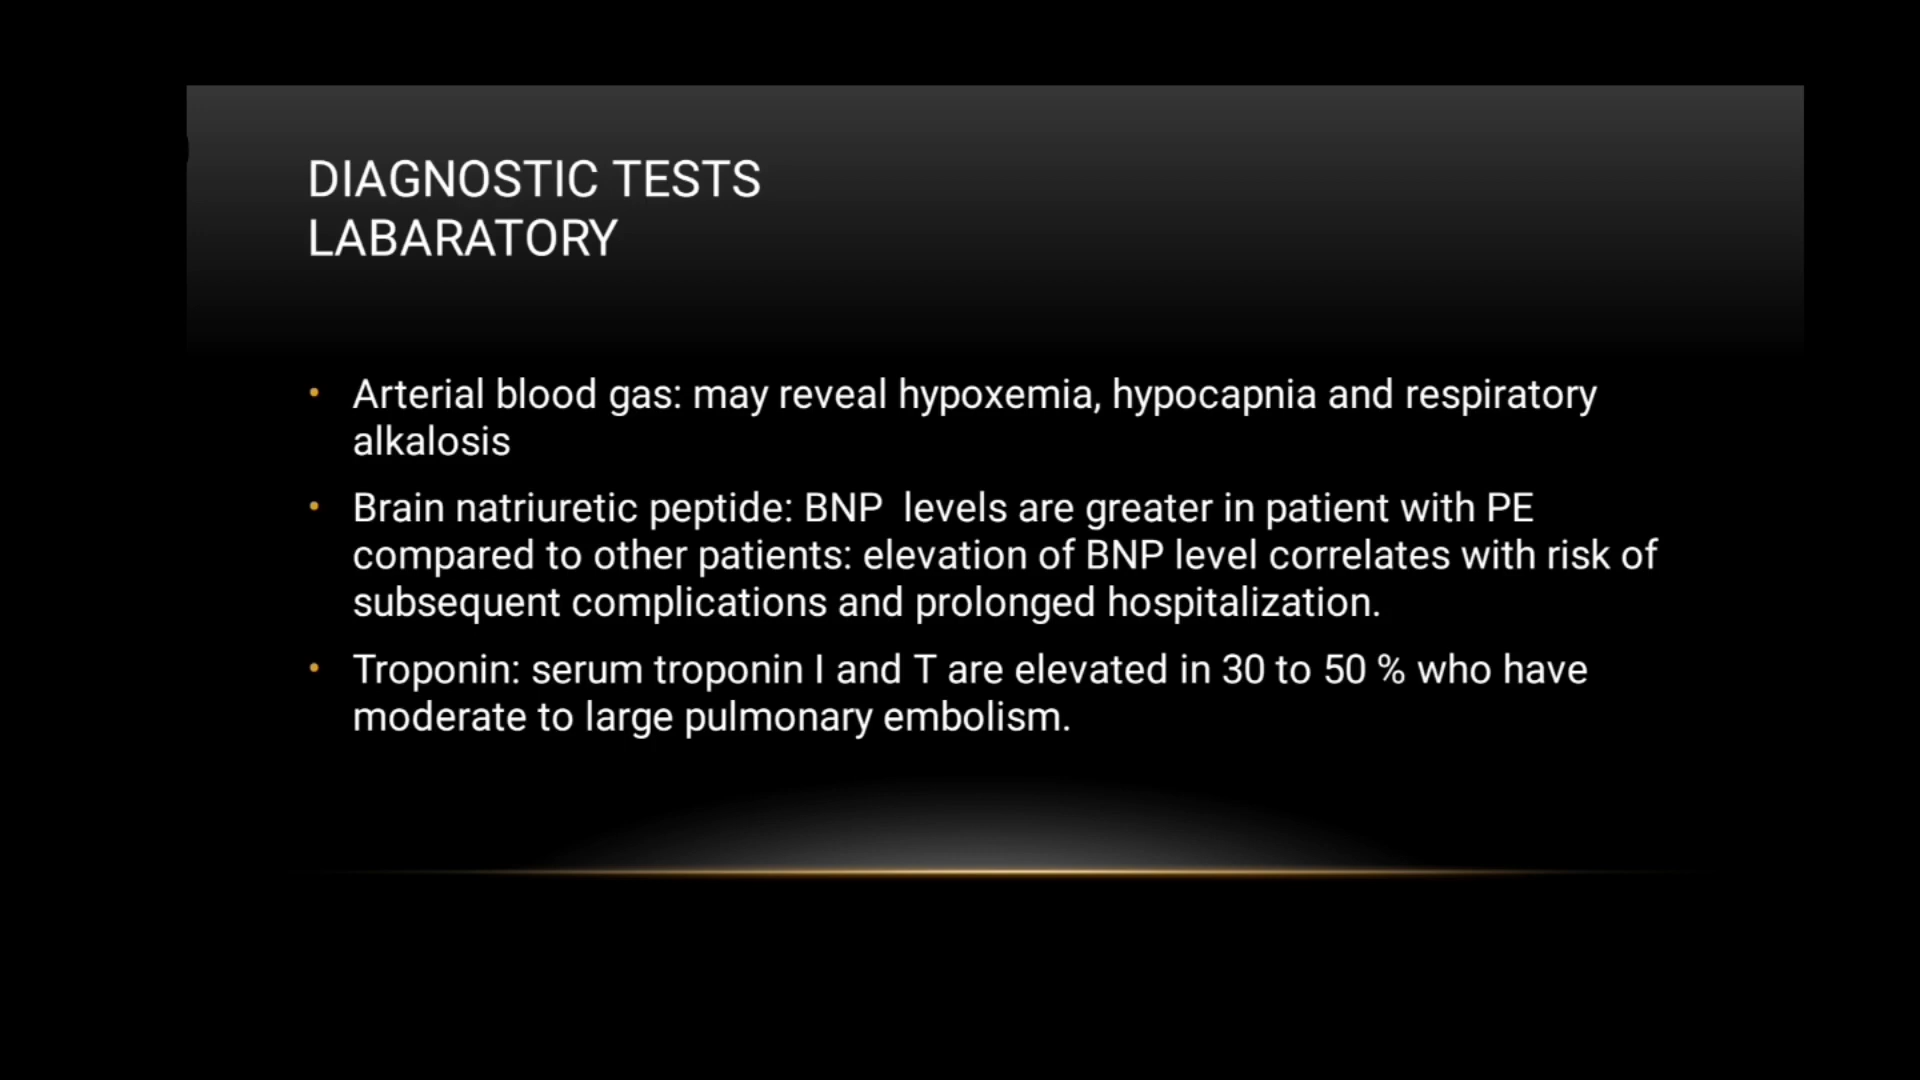 DIAGNOSTIC TESTS
LABARATORY
• Arterial blood gas: may reveal hypoxemia, hypocapnia and respiratory
alkalosis
• Brain natriuretic peptide: BNP  levels are greater in patient with PE
compared to other patients: elevation of BNP level correlates with risk of
subsequent complications and prolonged hospitalization.
• Troponin: serum troponin I and T are elevated in 30 to 50 % who have
moderate to large pulmonary embolism.